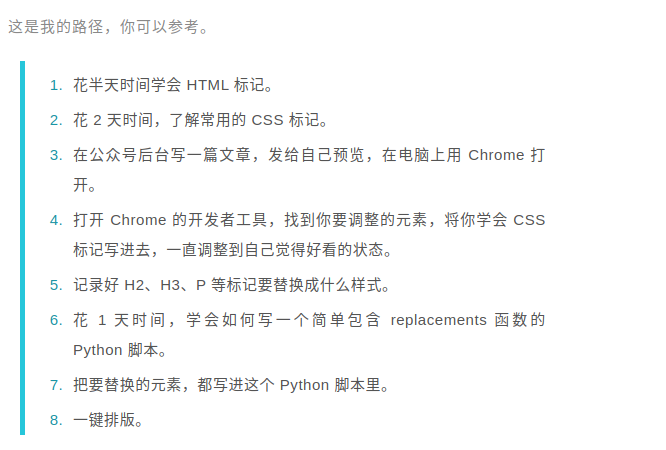 这是我的路径，你可以参考。
1. 花半天时间学会 HTML 标记。
2. 花 2 天时间，了解常用的 CSS 标记。
3. 在公众号后台写一篇文章，发给自己预览，在电脑上用 Chrome 打
开。
4. 打开 Chrome 的开发者工具，找到你要调整的元素，将你学会 CSS
标记写进去，一直调整到自己觉得好看的状态。
5. 记录好 H2、H3、P 等标记要替换成什么样式。
6. 花 1 天时间，学会如何写一个简单包含 replacements 函数的
Python 脚本。
7. 把要替换的元素，都写进这个 Python 脚本里。
8. 一键排版。